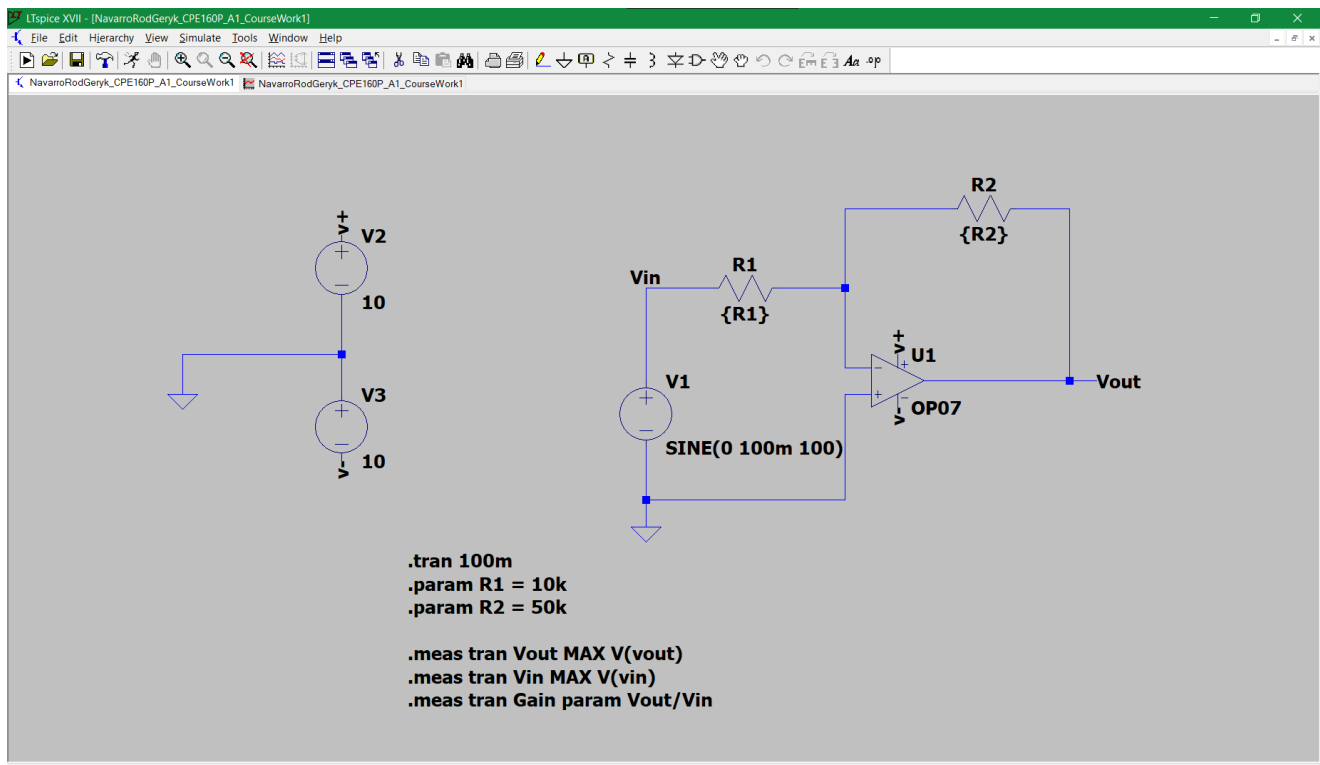 LTspice XVII - [NavarroRodGeryk_CPE160P_A1_CourseWork1]
File Edit Hierarchy View Simulate Tools Window Help
NavarroRodGeryk_CPE160P_A1_CourseWork1 NavarroRodGeryk_CPE160P_A1_CourseWork1
R2
{R2}
v+
V2
10
Vin
R1
{R1}
v+
U1
V1
Vout
V3
OP07
v-
SINE(0 100m 100)
10
v-
.tran 100m
.param R1 = 10k
.param R2 = 50k
.meas tran Vout MAX V(vout)
.meas tran Vin MAX V(vin)
.meas tran Gain param Vout/Vin